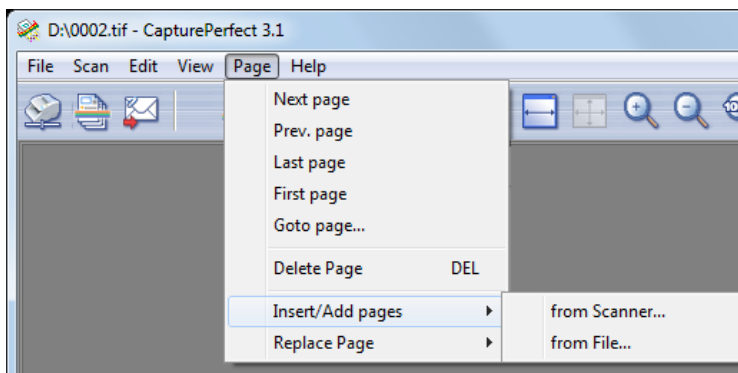 D:\0002.tif - CapturePerfect 3.1
File Scan Edit View Page Help
Next page
Prev. page
Last page
First page
Goto page...
Delete Page DEL
Insert/Add pages
from Scanner...
Replace Page
from File...